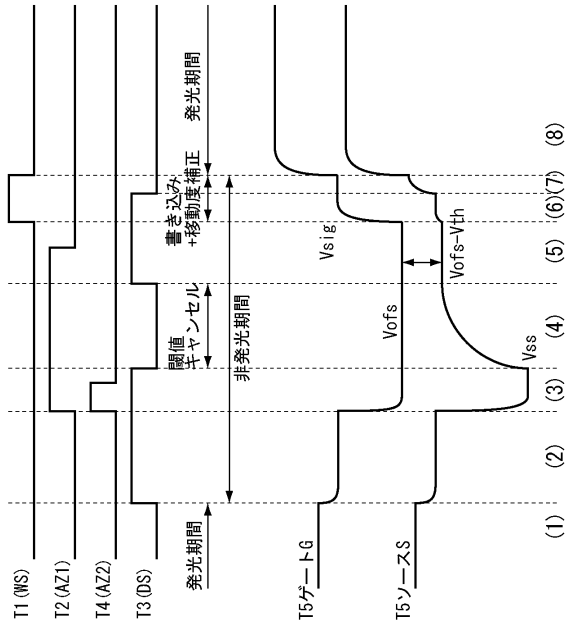 T1(WS)
T2(AZ1)
T4(AZ2)
T3(DS)
発光期間
閾値
キャンセル
書き込み
+移動度補正
発光期間
非発光期間
T5ゲートG
Vofs
Vsig
T5ソースS
Vss
Vofs-Vth
(1)
(2)
(3)
(4)
(5)
(6)
(7)
(8)